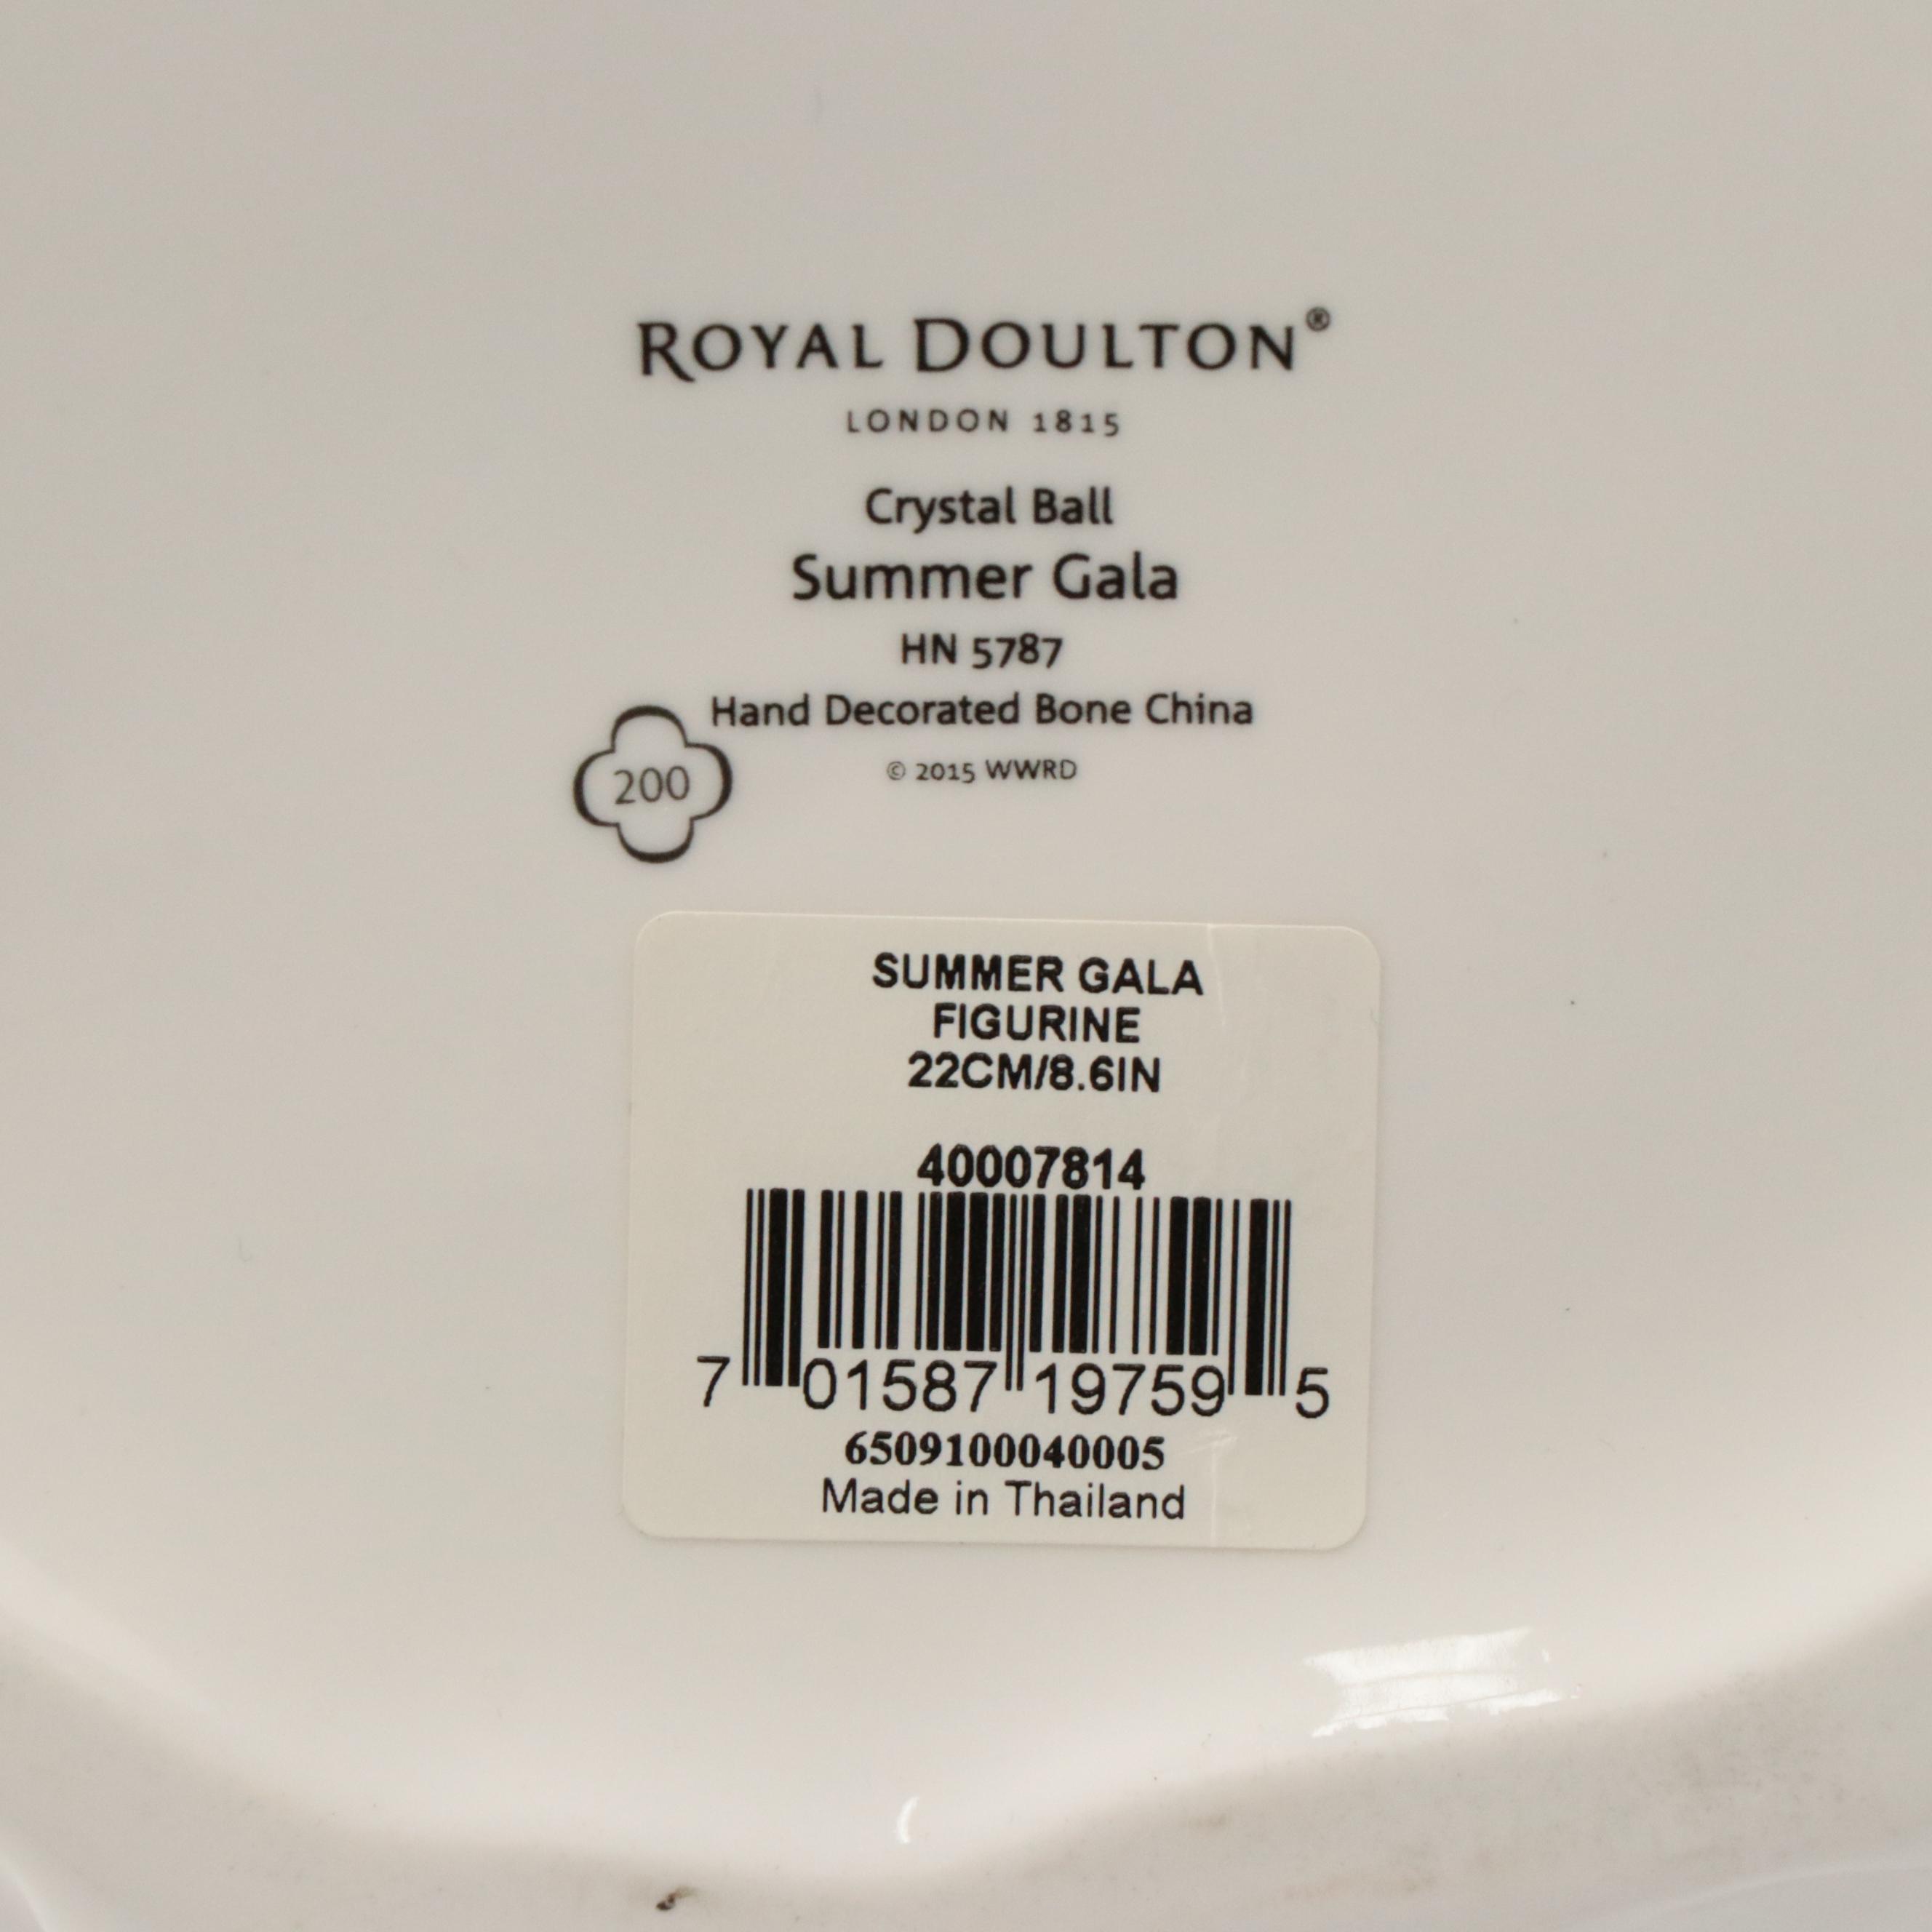 ROYAL DOULTON®
LONDON 1815
Crystal Ball
Summer Gala
HN 5787
Hand Decorated Bone China
© 2015 WWRD
200
SUMMER GALA
FIGURINE
22CM/8.6IN
40007814
7 01587 19759 5
6509100040005
Made in Thailand